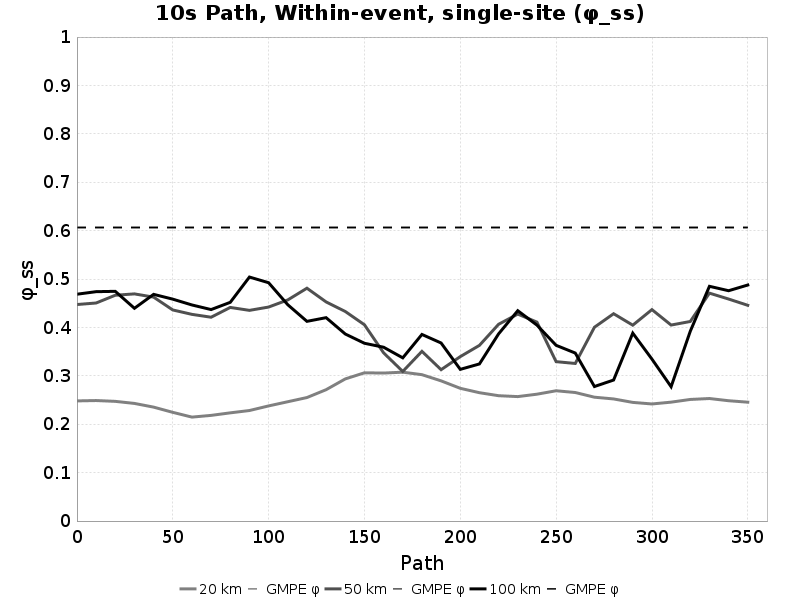 10s Path, Within-event, single-site (φ_ss)
1
0.9
0.8
0.7
0.6
0.5
0.4
0.3
0.2
0.1
0
φ_ss
0 50 100 150 200 250 300 350
Path
20 km GMPE φ 50 km GMPE φ 100 km GMPE φ